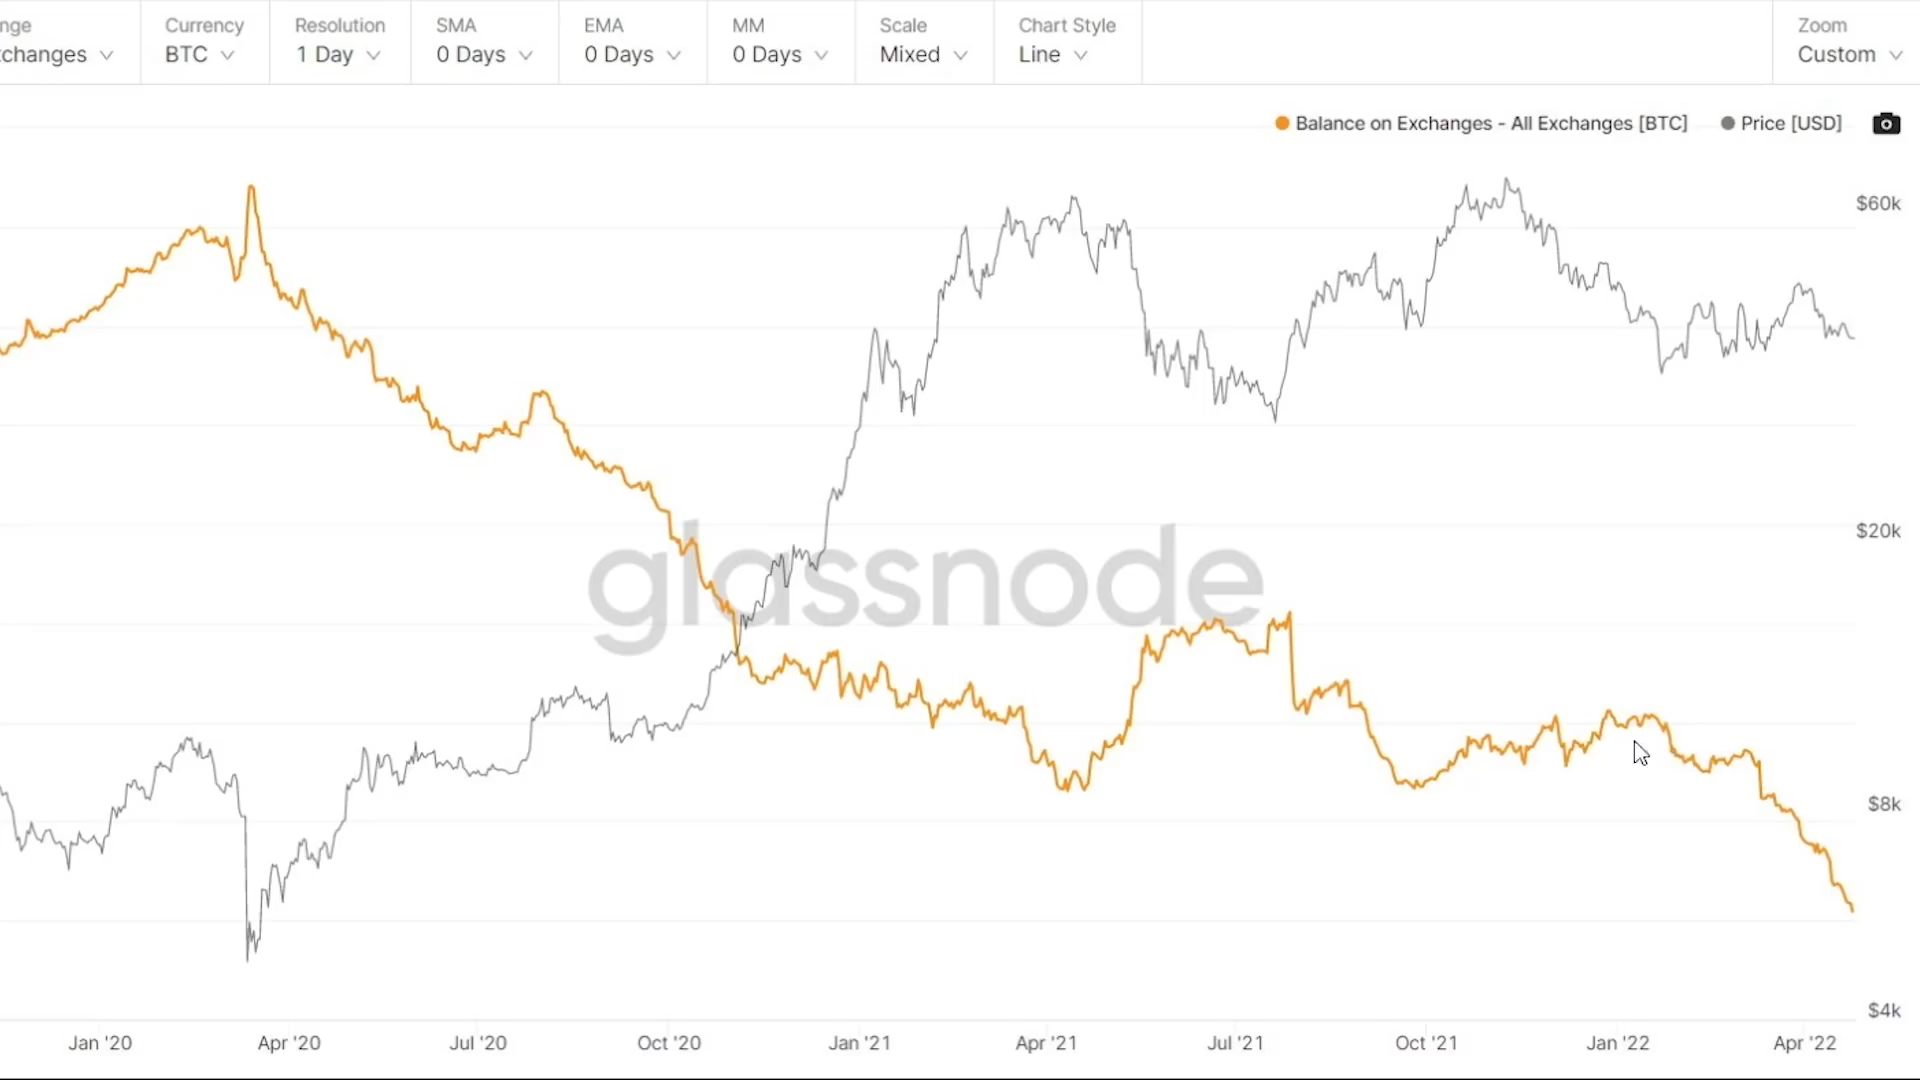 nge Currency Resolution SMA EMA MM Scale Chart Style Zoom
changes BTC 1 Day 0 Days 0 Days 0 Days Mixed Line Custom
Balance on Exchanges - All Exchanges [BTC] Price [USD]
$60k
$20k
glassnode
$8k
$4k
Jan '20 Apr '20 Jul '20 Oct '20 Jan '21 Apr '21 Jul '21 Oct '21 Jan '22 Apr '22